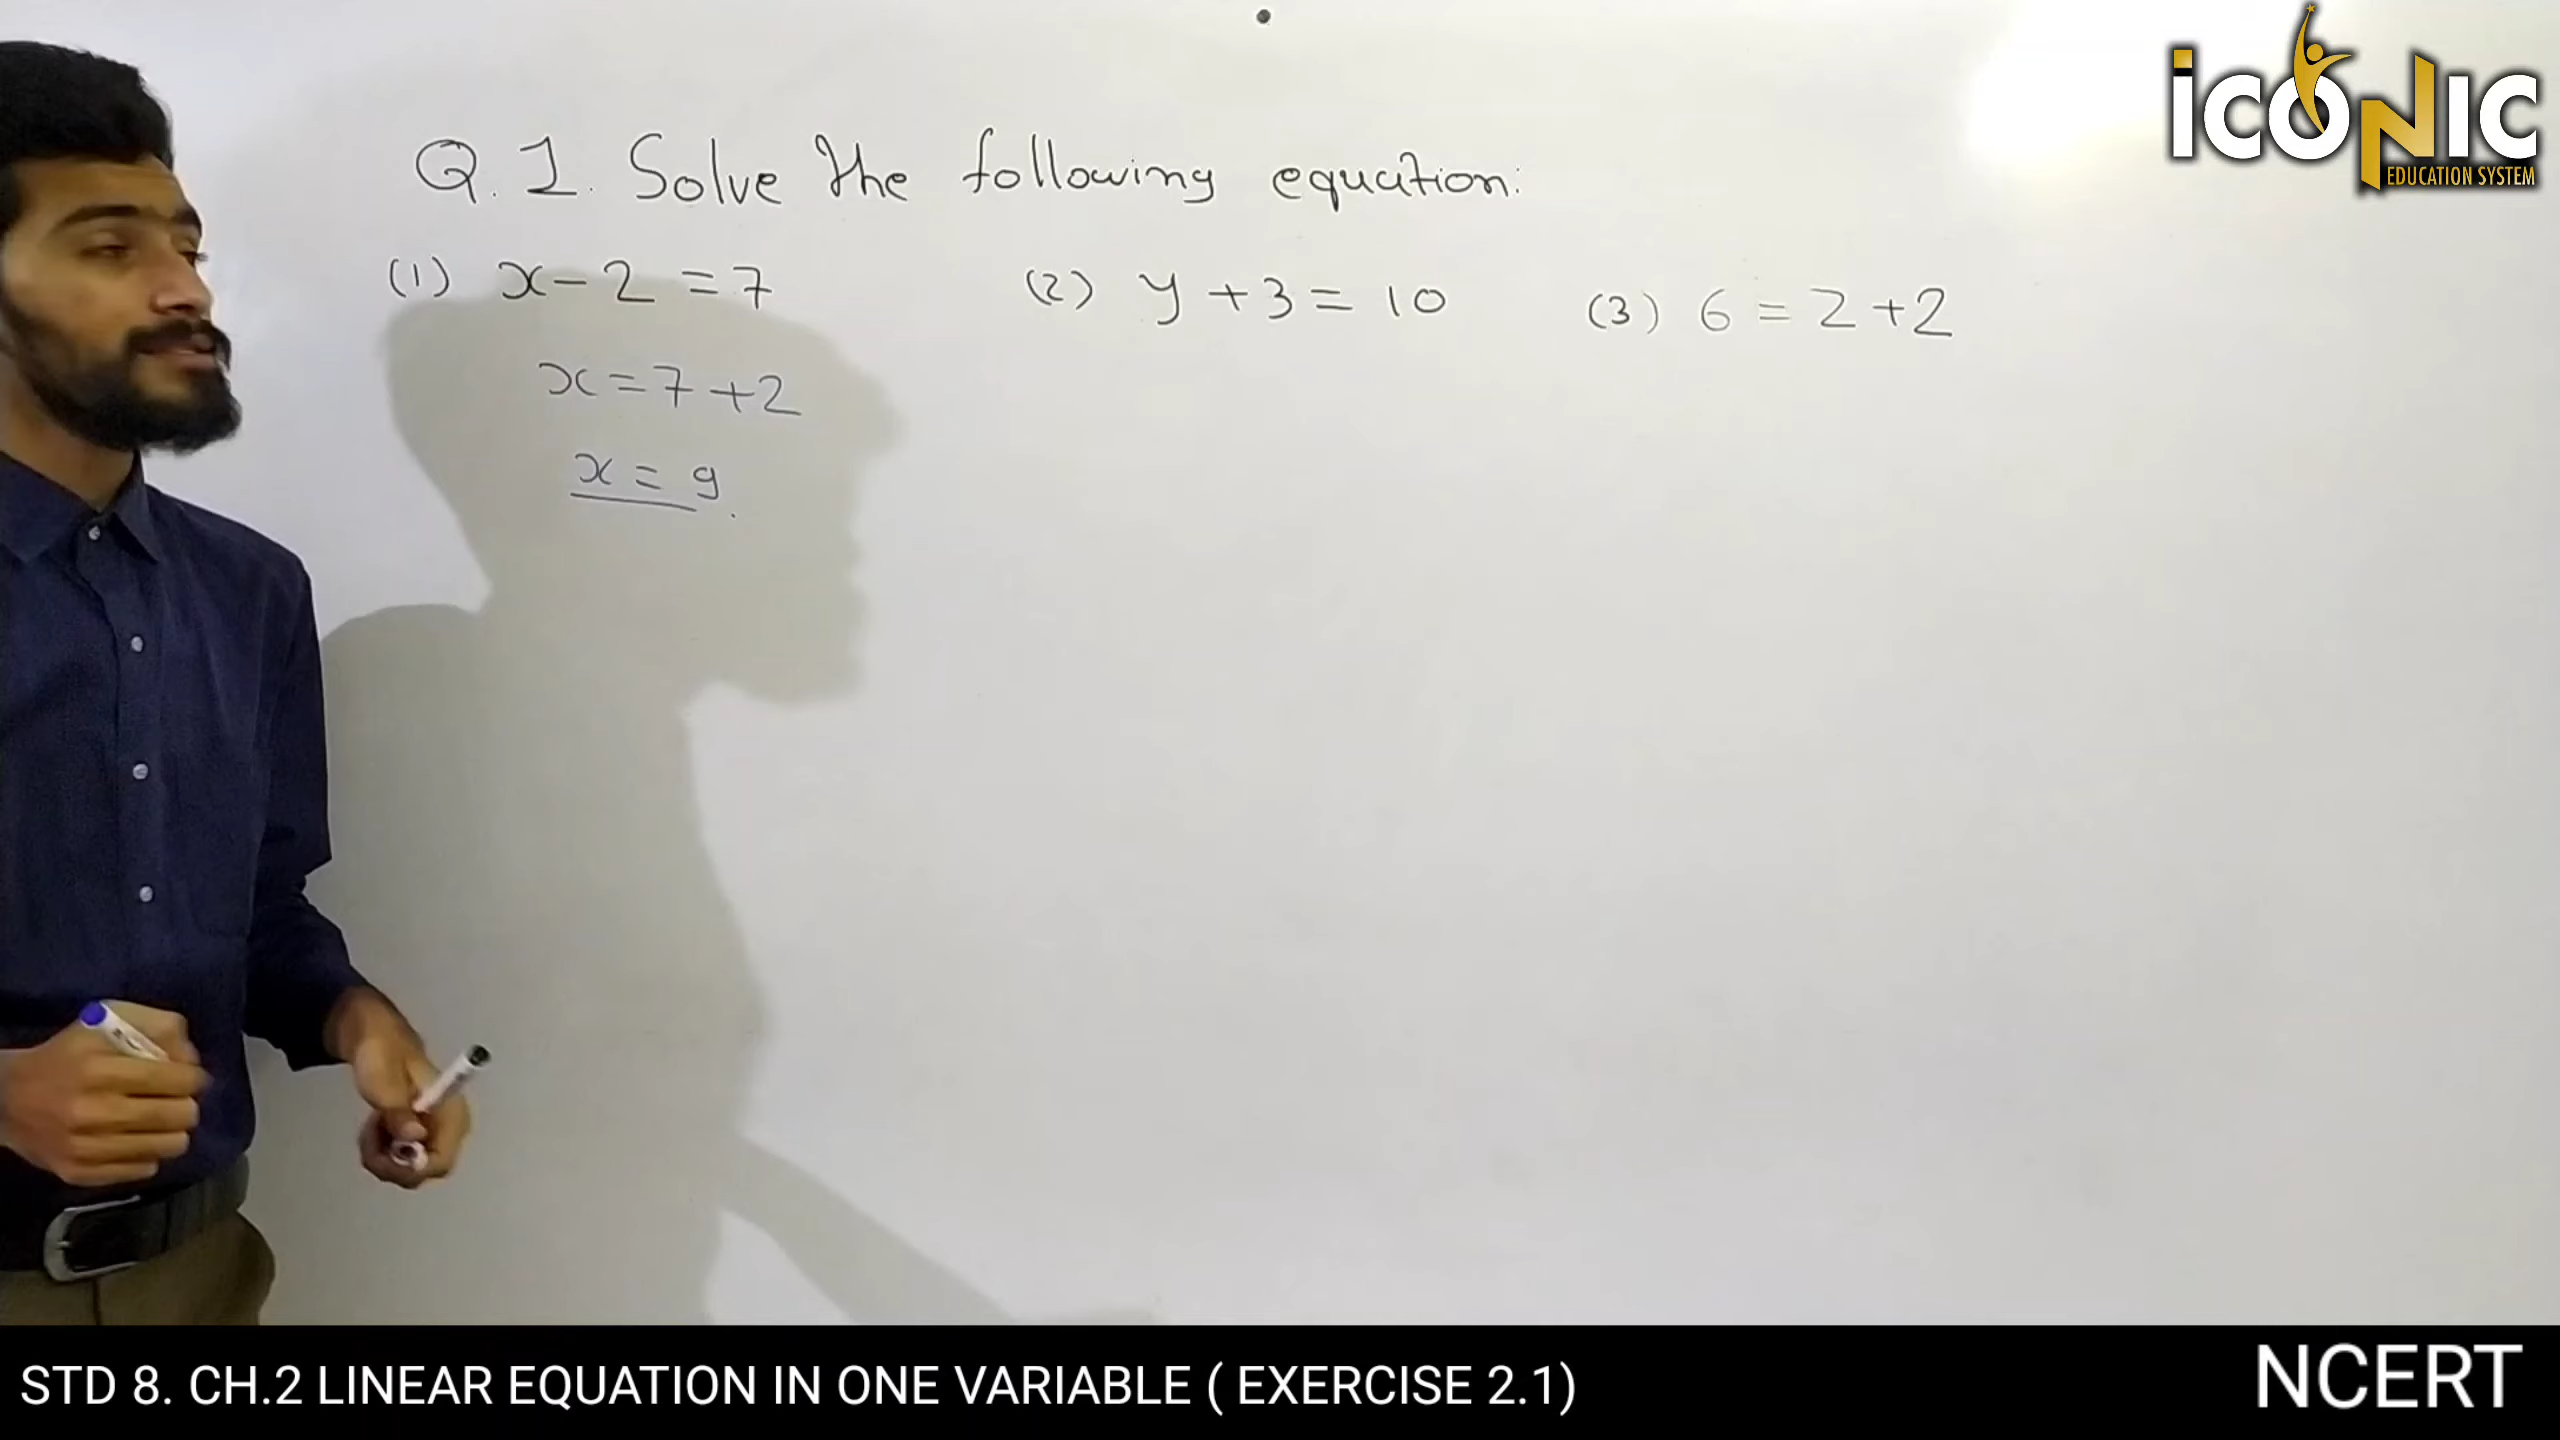 iCONIC
EDUCATION SYSTEM
Q.1. Solve the following equation:
(1) x - 2 = 7
(2) y + 3 = 10
(3) 6 = z + 2
x = 7 + 2
x = 9.
STD 8. CH.2 LINEAR EQUATION IN ONE VARIABLE ( EXERCISE 2.1)
NCERT